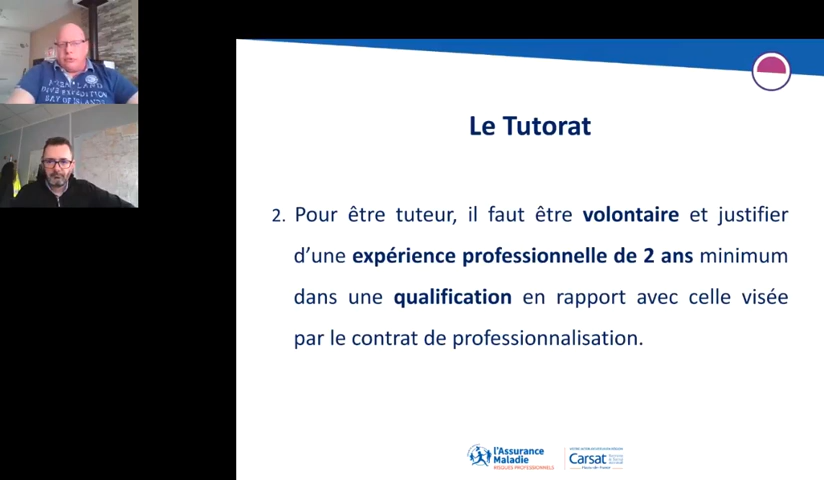 Le Tutorat
2. Pour être tuteur, il faut être volontaire et justifier
d’une expérience professionnelle de 2 ans minimum
dans une qualification en rapport avec celle visée
par le contrat de professionnalisation.
l'Assurance
Maladie
RISQUES PROFESSIONNELS
Carsat